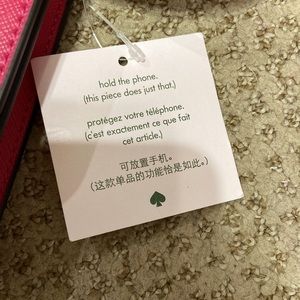 hold the phone.
(this piece does just that.)
protégez votre téléphone.
(c'est exactement ce que fait
cet article.)
可放置手机。
(这款单品的功能恰是如此。)